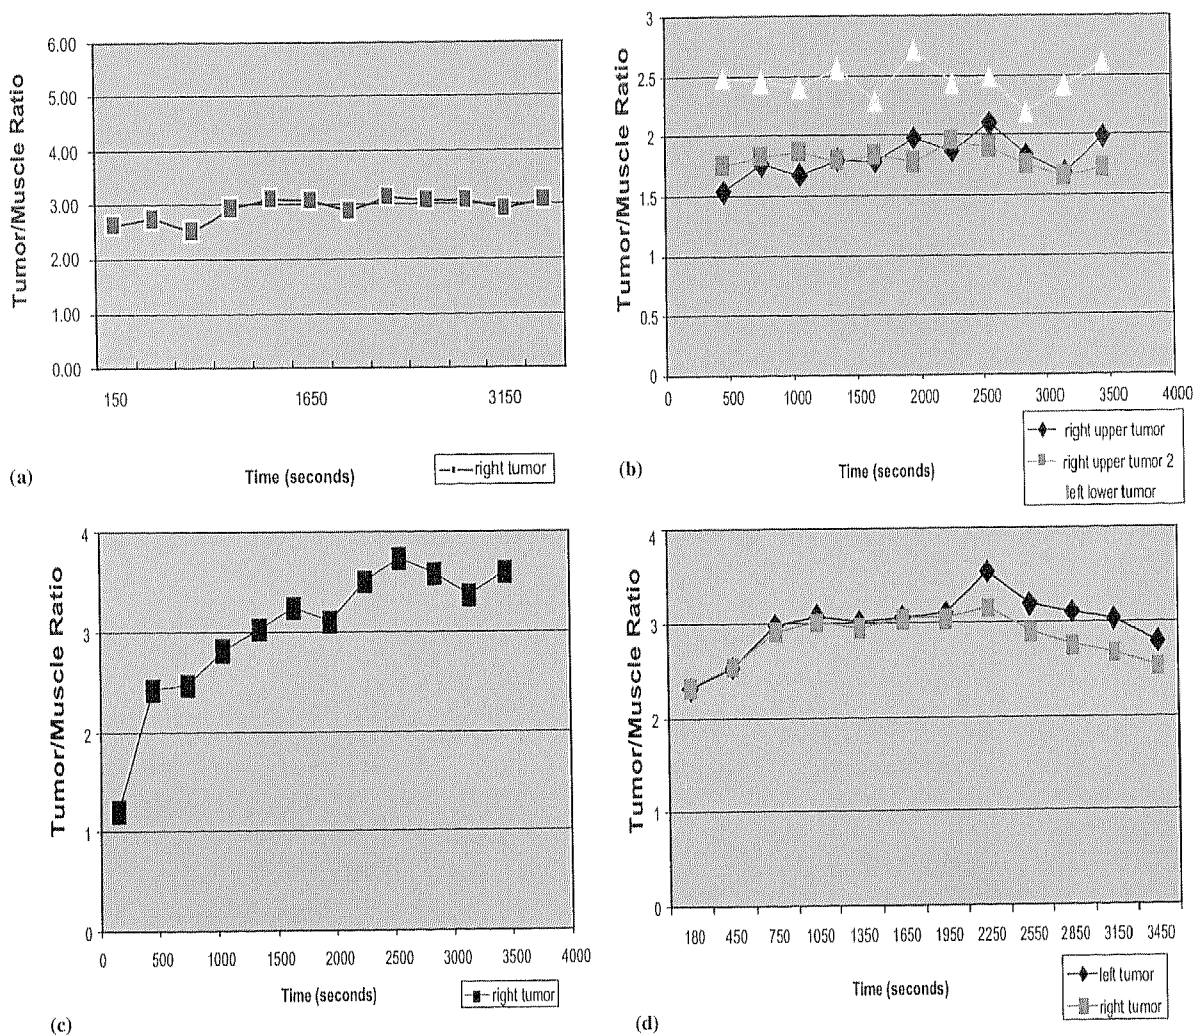 Tumor/Muscle Ratio
6.00
5.00
4.00
3.00
2.00
1.00
0.00
150
1650
3150
Time (seconds)
right tumor
(a)
Tumor/Muscle Ratio
3
2.5
2
1.5
1
0.5
0
0 500 1000 1500 2000 2500 3000 3500 4000
Time (seconds)
right upper tumor
right upper tumor 2
left lower tumor
(b)
Tumor/Muscle Ratio
4
3
2
1
0
0 500 1000 1500 2000 2500 3000 3500 4000
Time (seconds)
right tumor
(c)
Tumor/Muscle Ratio
4
3
2
1
0
180 450 750 1050 1350 1650 1950 2250 2550 2850 3150 3450
Time (seconds)
left tumor
right tumor
(d)